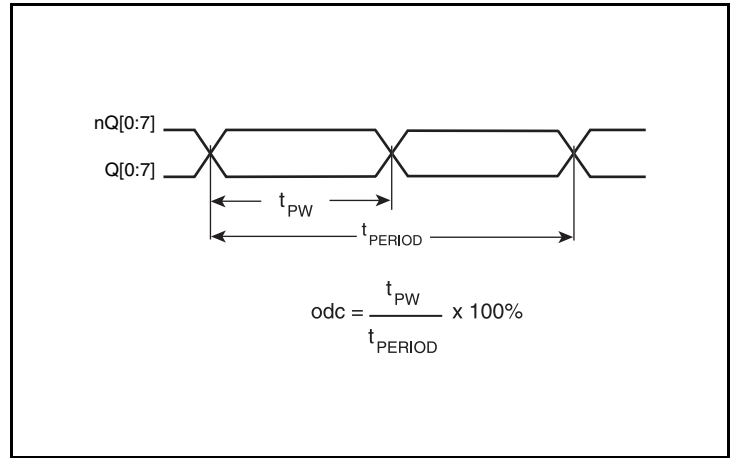 nQ[0:7]
Q[0:7]
tPW
tPERIOD
odc = tPW / tPERIOD x 100%